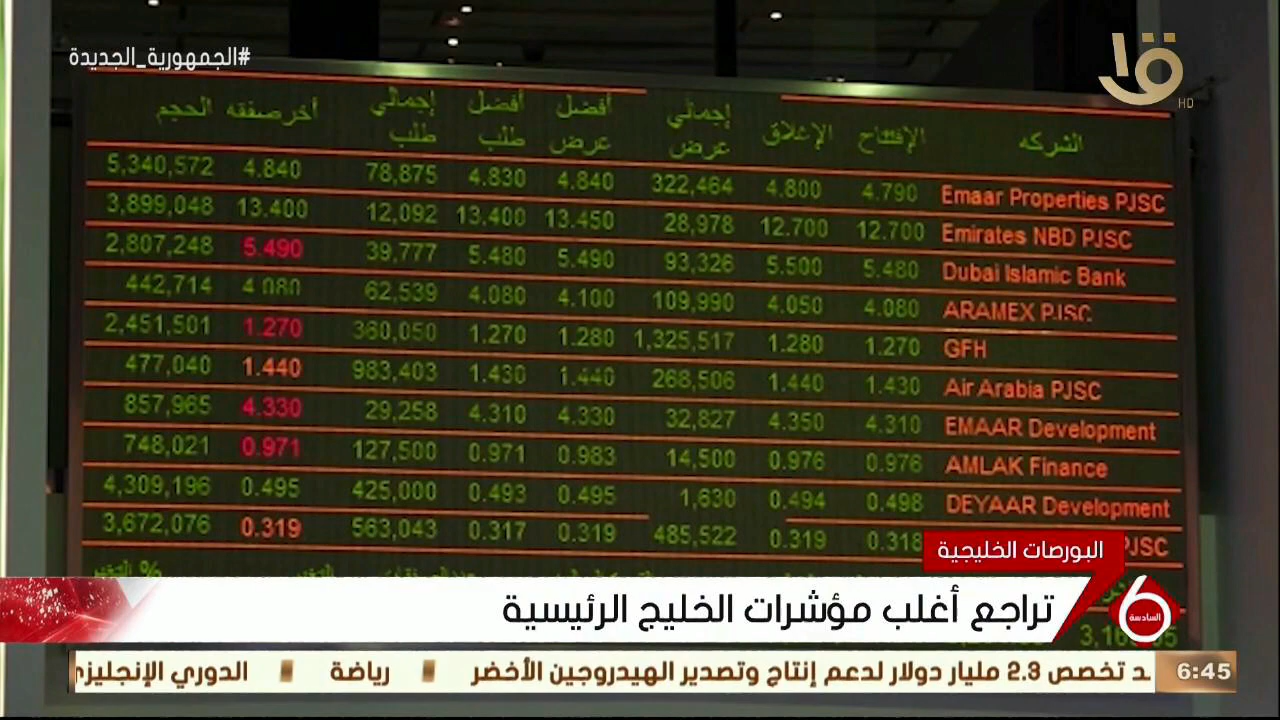 #الجمهورية_الجديدة
HD
الشركه الإفتتاح الإغلاق إجمالي عرض أفضل عرض أفضل طلب إجمالي طلب أخر صفقه الحجم
Emaar Properties PJSC 4.790 4.800 322,464 4.840 4.830 78,875 4.840 5,340,572
Emirates NBD PJSC 12.700 12.700 28,978 13.450 13.400 12,092 13.400 3,899,048
Dubai Islamic Bank 5.480 5.500 93,326 5.490 5.480 39,777 5.490 2,807,248
ARAMEX PJSC 4.080 4.050 109,990 4.100 4.080 62,539 4.080 442,714
GFH 1.270 1.280 1,325,517 1.280 1.270 360,050 1.270 2,451,501
Air Arabia PJSC 1.430 1.440 268,506 1.440 1.430 983,403 1.440 477,040
EMAAR Development 4.310 4.350 32,827 4.330 4.310 29,258 4.330 857,965
AMLAK Finance 0.976 0.976 14,500 0.983 0.971 127,500 0.971 748,021
DEYAAR Development 0.498 0.494 1,630 0.495 0.493 425,000 0.495 4,309,196
PJSC 0.318 0.319 485,522 0.319 0.317 563,043 0.319 3,672,076
البورصات الخليجية
تراجع أغلب مؤشرات الخليج الرئيسية
6 السادسة
6:45
تخصص 2.3 مليار دولار لدعم إنتاج وتصدير الهيدروجين الأخضر رياضة الدوري الإنجليزي